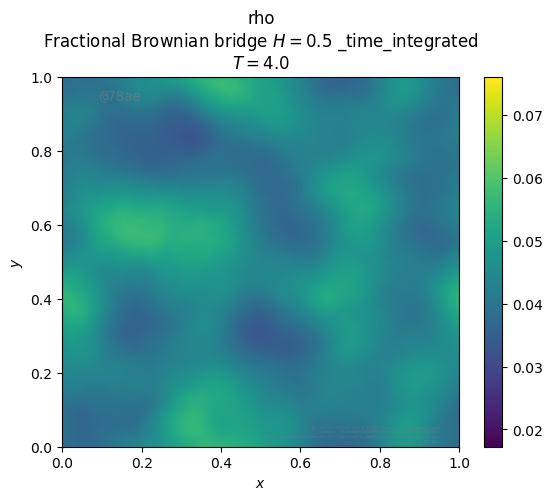 rho
Fractional Brownian bridge H = 0.5 _time_integrated
T = 4.0
1.0
0.8
0.6
0.4
0.2
0.0
y
0.0 0.2 0.4 0.6 0.8 1.0
x
0.07
0.06
0.05
0.04
0.03
0.02
@78ae